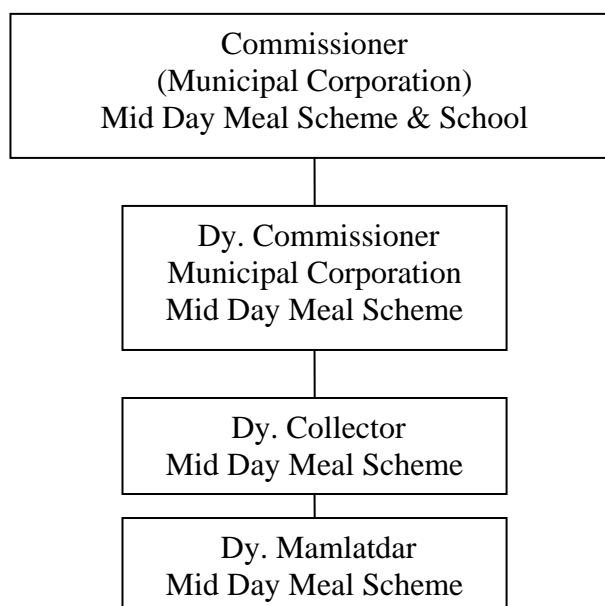 Commissioner
(Municipal Corporation)
Mid Day Meal Scheme & School
Dy. Commissioner
Municipal Corporation
Mid Day Meal Scheme
Dy. Collector
Mid Day Meal Scheme
Dy. Mamlatdar
Mid Day Meal Scheme